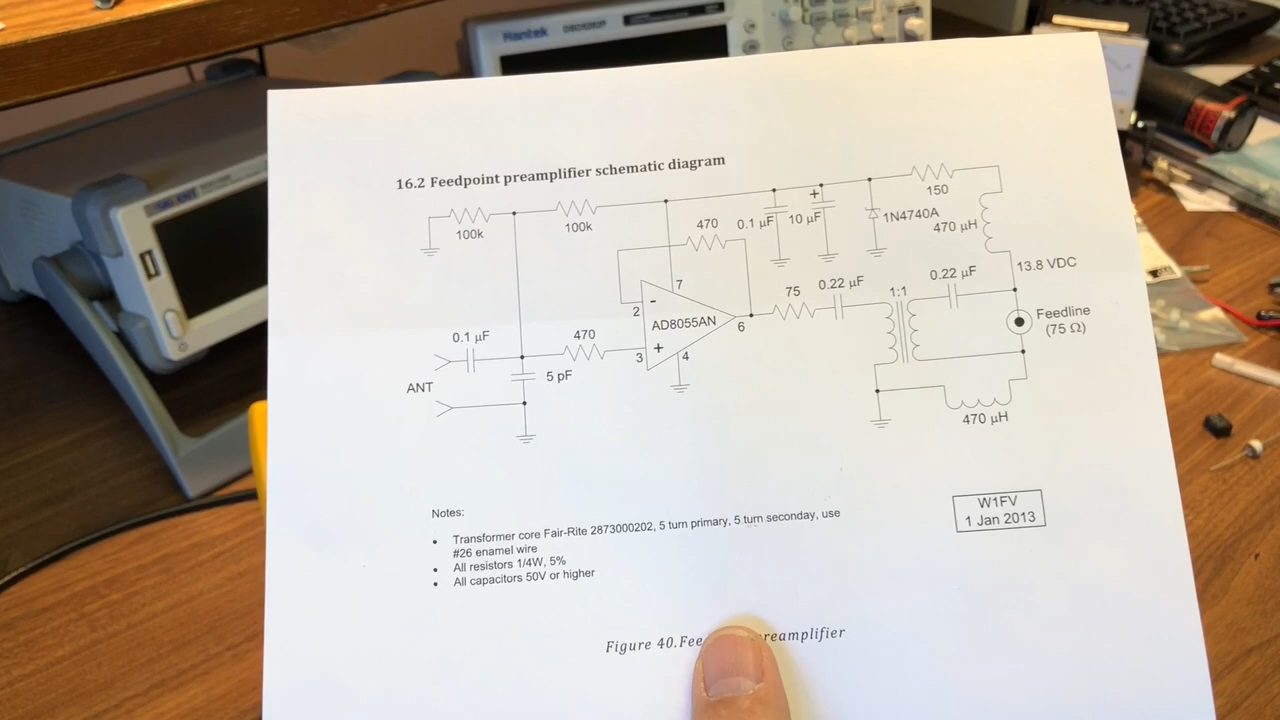 Hantek
16.2 Feedpoint preamplifier schematic diagram
100k
100k
470
0.1 µF
+
10 µF
1N4740A
150
470 µH
13.8 VDC
7
2
-
AD8055AN
6
75
0.22 µF
1:1
0.22 µF
Feedline
(75 Ω)
0.1 µF
470
3
+
4
ANT
5 pF
470 µH
Notes:
• Transformer core Fair-Rite 2873000202, 5 turn primary, 5 turn seconday, use
#26 enamel wire
• All resistors 1/4W, 5%
• All capacitors 50V or higher
W1FV
1 Jan 2013
Figure 40.Fee reamplifier